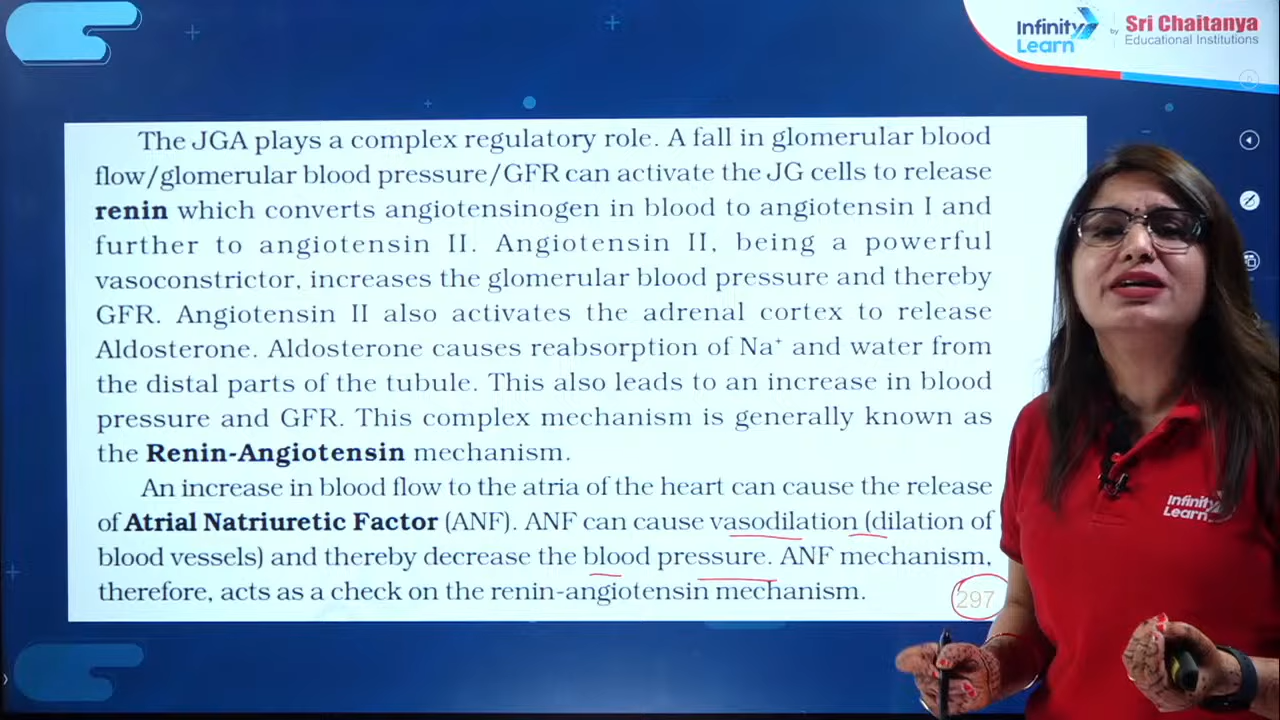 Infinity Learn by Sri Chaitanya Educational Institutions
The JGA plays a complex regulatory role. A fall in glomerular blood
flow/glomerular blood pressure/GFR can activate the JG cells to release
renin which converts angiotensinogen in blood to angiotensin I and
further to angiotensin II. Angiotensin II, being a powerful
vasoconstrictor, increases the glomerular blood pressure and thereby
GFR. Angiotensin II also activates the adrenal cortex to release
Aldosterone. Aldosterone causes reabsorption of Na⁺ and water from
the distal parts of the tubule. This also leads to an increase in blood
pressure and GFR. This complex mechanism is generally known as
the Renin-Angiotensin mechanism.
An increase in blood flow to the atria of the heart can cause the release
of Atrial Natriuretic Factor (ANF). ANF can cause vasodilation (dilation of
blood vessels) and thereby decrease the blood pressure. ANF mechanism,
therefore, acts as a check on the renin-angiotensin mechanism.
297
Infinity
Learn